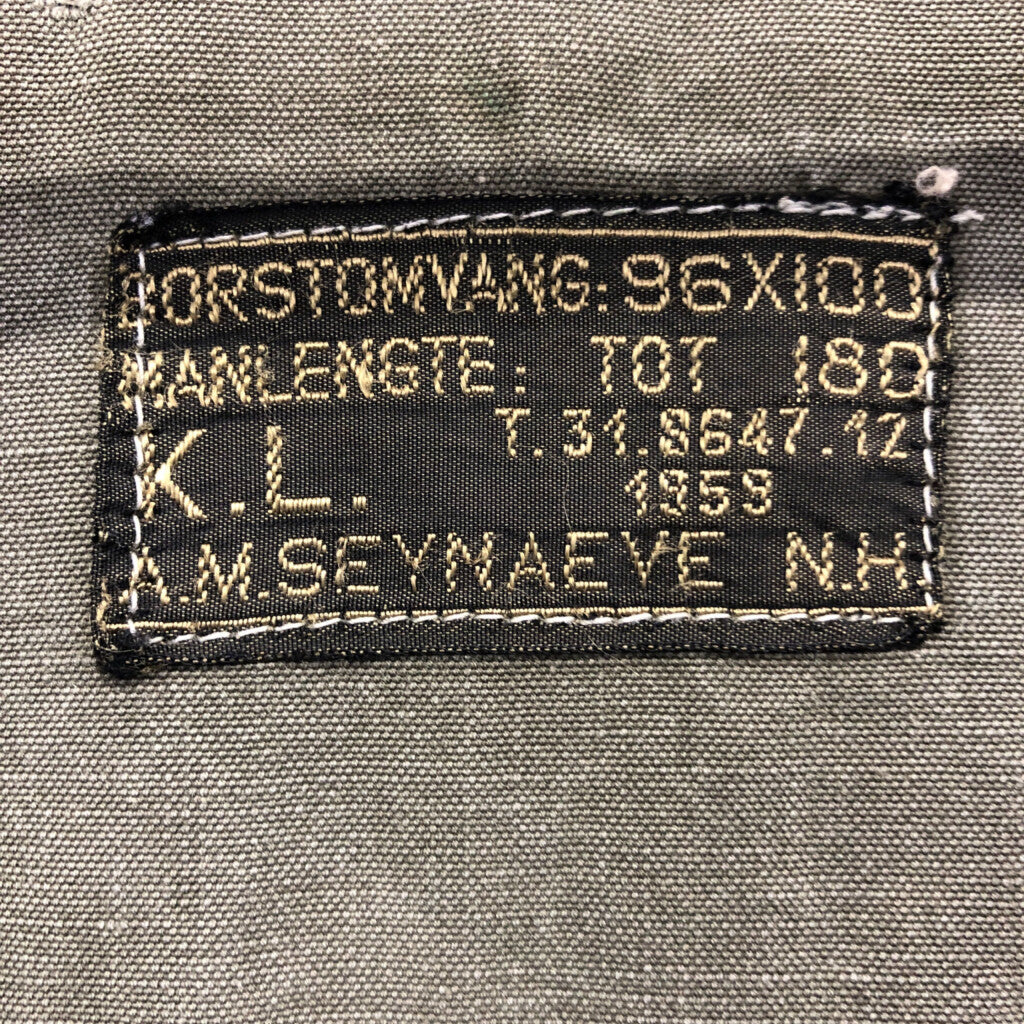 BORSTOMVANG: 96X100
MANLENGTE: TOT 180
K.L. T.31.8647.12
1959
A.M.SEYNAEVE N.H.